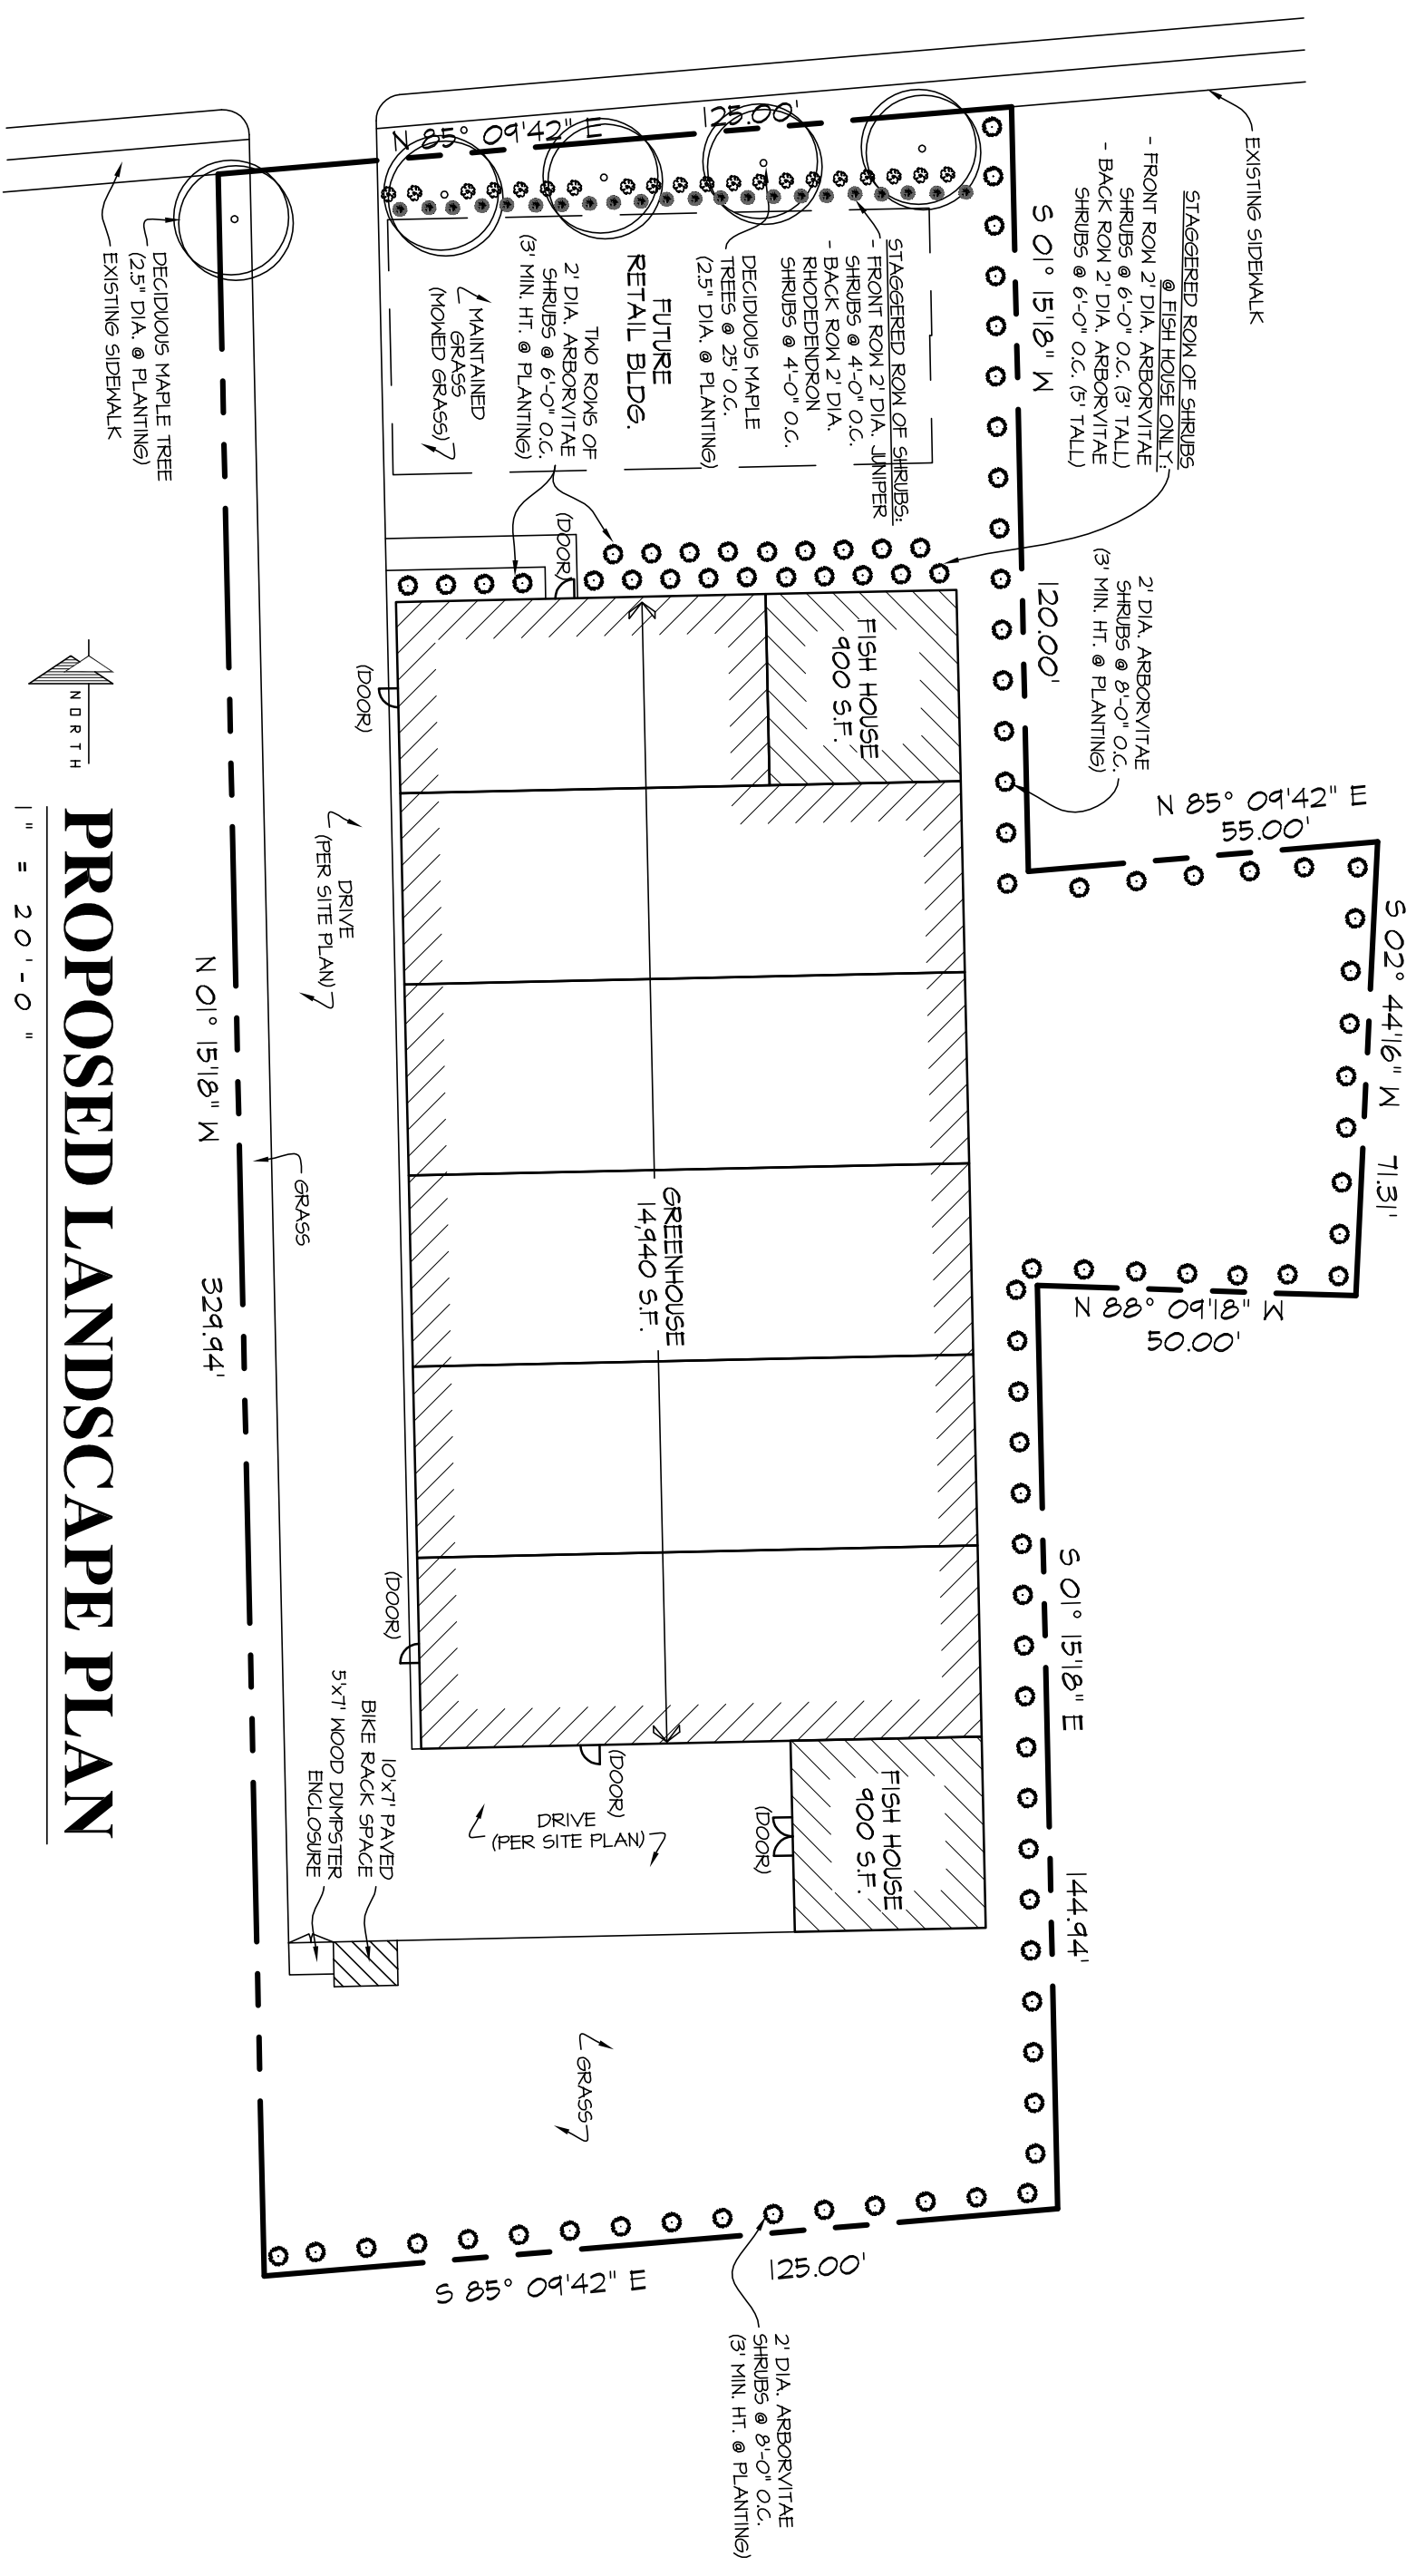 EXISTING SIDEWALK
STAGGERED ROW OF SHRUBS
@ FISH HOUSE ONLY:
- FRONT ROW 2' DIA. ARBORVITAE
SHRUBS @ 6'-0" O.C. (3' TALL)
- BACK ROW 2' DIA. ARBORVITAE
SHRUBS @ 6'-0" O.C. (5' TALL)
2' DIA. ARBORVITAE
SHRUBS @ 8'-0" O.C.
(3' MIN. HT. @ PLANTING)
N 85° 09'42" E
55.00'
S 02° 44'16" W 71.31'
N 88° 09'18" W
50.00'
S 01° 15'18" W 120.00'
S 01° 15'18" E 144.94'
N 85° 09'42" E 125.00'
STAGGERED ROW OF SHRUBS:
- FRONT ROW 2' DIA. JUNIPER
SHRUBS @ 4'-0" O.C.
- BACK ROW 2' DIA.
RHODEDENDRON
SHRUBS @ 4'-0" O.C.
DECIDUOUS MAPLE
TREES @ 25' O.C.
(2.5" DIA. @ PLANTING)
FUTURE
RETAIL BLDG.
TWO ROWS OF
2' DIA. ARBORVITAE
SHRUBS @ 6'-0" O.C.
(3' MIN. HT. @ PLANTING)
MAINTAINED
GRASS
(MOWED GRASS)
(DOOR)
FISH HOUSE
900 S.F.
GREENHOUSE
14,940 S.F.
FISH HOUSE
900 S.F.
(DOOR)
(DOOR)
DRIVE
(PER SITE PLAN)
(DOOR)
(DOOR)
DRIVE
(PER SITE PLAN)
GRASS
10'x7' PAVED
BIKE RACK SPACE
5'x7' WOOD DUMPSTER
ENCLOSURE
GRASS
S 85° 09'42" E 125.00'
2' DIA. ARBORVITAE
SHRUBS @ 8'-0" O.C.
(3' MIN. HT. @ PLANTING)
N 01° 15'18" W 329.94'
DECIDUOUS MAPLE TREE
(2.5" DIA. @ PLANTING)
EXISTING SIDEWALK
NORTH
PROPOSED LANDSCAPE PLAN
1" = 20'-0"